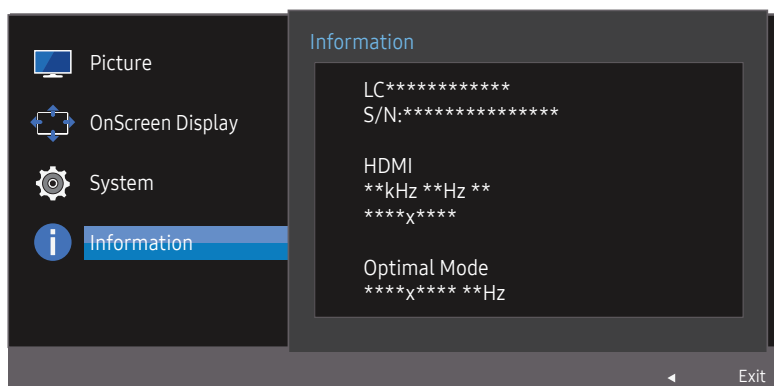 Picture
OnScreen Display
System
Information
Information
LC************
S/N:***************
HDMI
**kHz **Hz **
****x****
Optimal Mode
****x**** **Hz
Exit